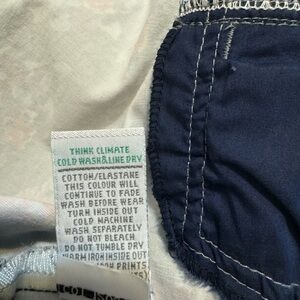 THINK CLIMATE
COLD WASH&LINE DRY
COTTON/ELASTANE
THIS COLOUR WILL
CONTINUE TO FADE
WASH BEFORE WEAR
TURN INSIDE OUT
COLD MACHINE
WASH SEPARATELY
DO NOT BLEACH
DO NOT TUMBLE DRY
WARM IRON INSIDE OUT
PRINTS